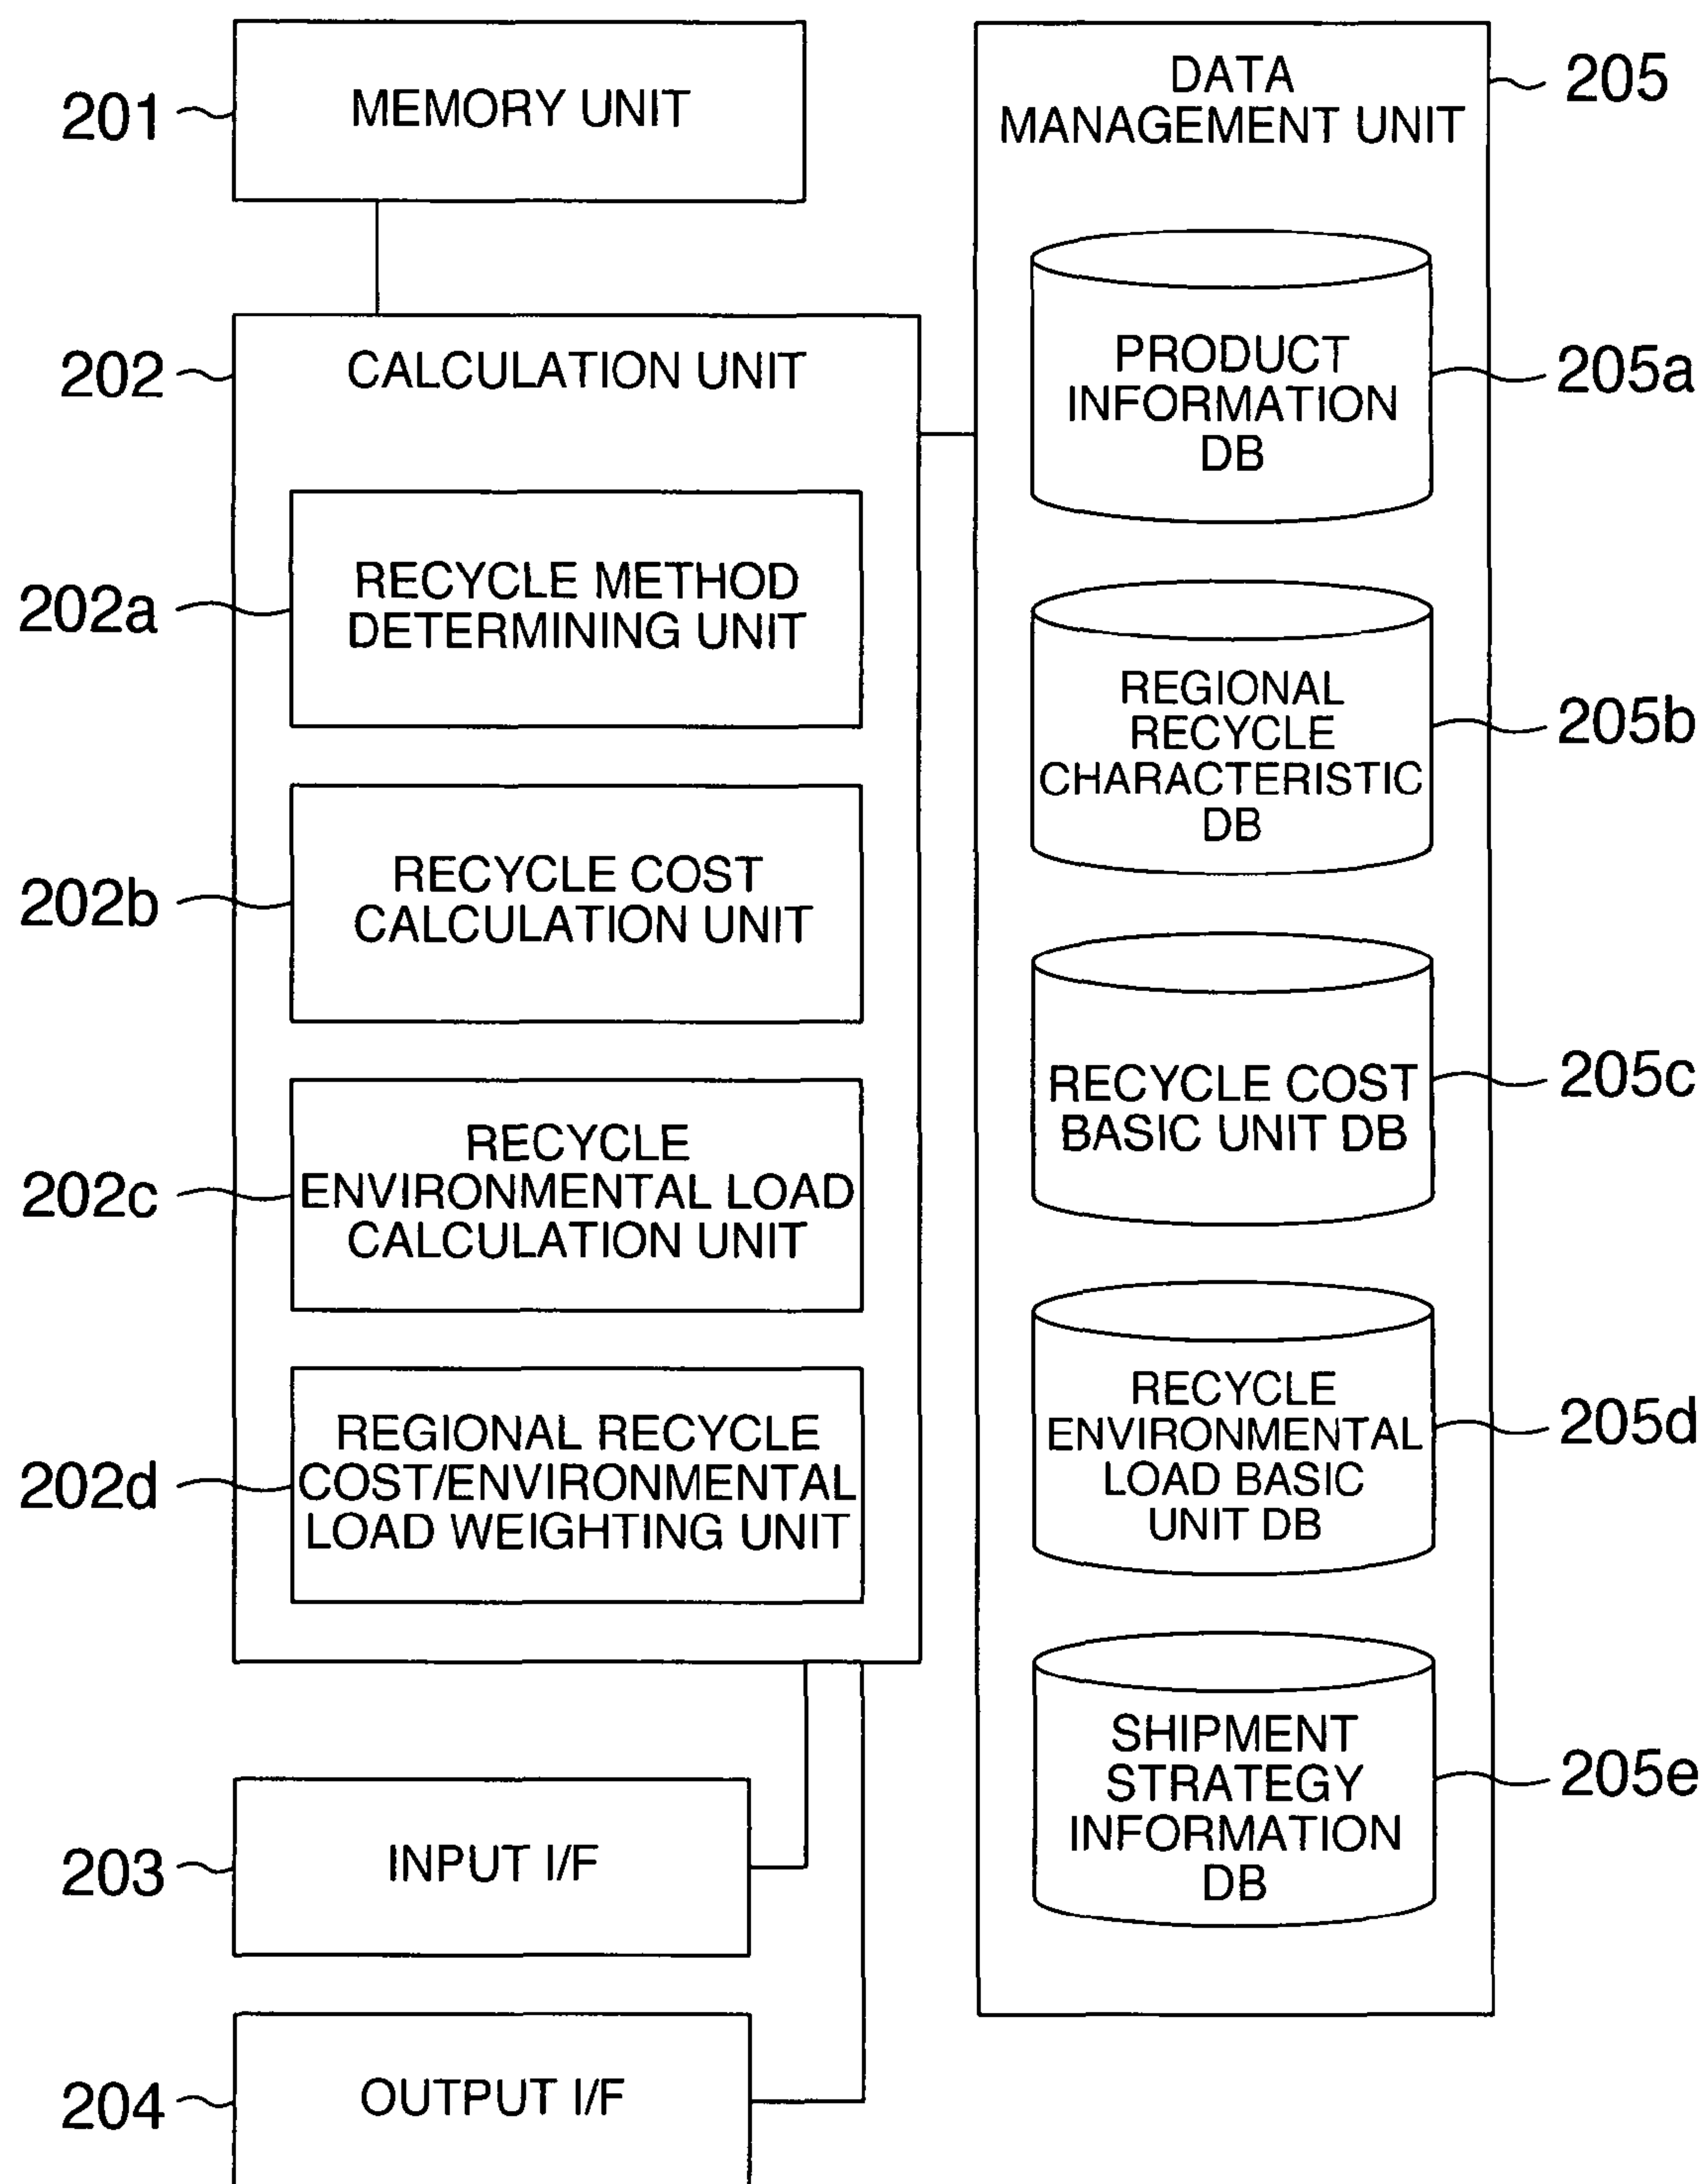 201
MEMORY UNIT
202
CALCULATION UNIT
202a
RECYCLE METHOD
DETERMINING UNIT
202b
RECYCLE COST
CALCULATION UNIT
202c
RECYCLE
ENVIRONMENTAL LOAD
CALCULATION UNIT
202d
REGIONAL RECYCLE
COST/ENVIRONMENTAL
LOAD WEIGHTING UNIT
203
INPUT I/F
204
OUTPUT I/F
DATA
MANAGEMENT UNIT
205
PRODUCT
INFORMATION
DB
205a
REGIONAL
RECYCLE
CHARACTERISTIC
DB
205b
RECYCLE COST
BASIC UNIT DB
205c
RECYCLE
ENVIRONMENTAL
LOAD BASIC
UNIT DB
205d
SHIPMENT
STRATEGY
INFORMATION
DB
205e